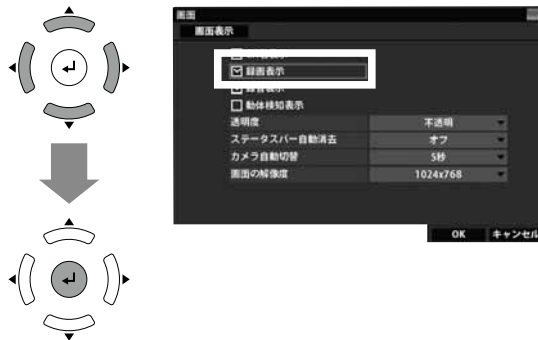 画面
画面表示
録画表示
動体検知表示
透明度 不透明
ステータスバー自動消去 オフ
カメラ自動切替 5秒
画面の解像度 1024x768
OK キャンセル